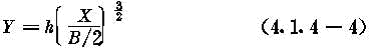 Y = h(X/(B/2))^{3/2} (4.1.4-4)